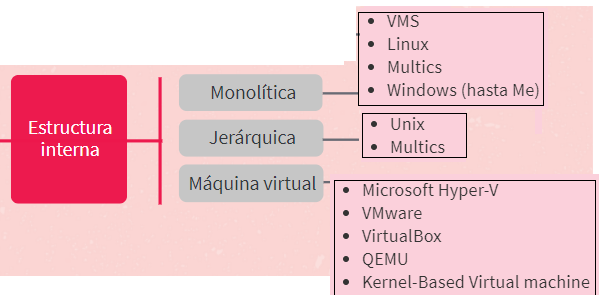 Estructura
interna
Monolítica
VMS
Linux
Multics
Windows (hasta Me)
Jerárquica
Unix
Multics
Máquina virtual
Microsoft Hyper-V
VMware
VirtualBox
QEMU
Kernel-Based Virtual machine